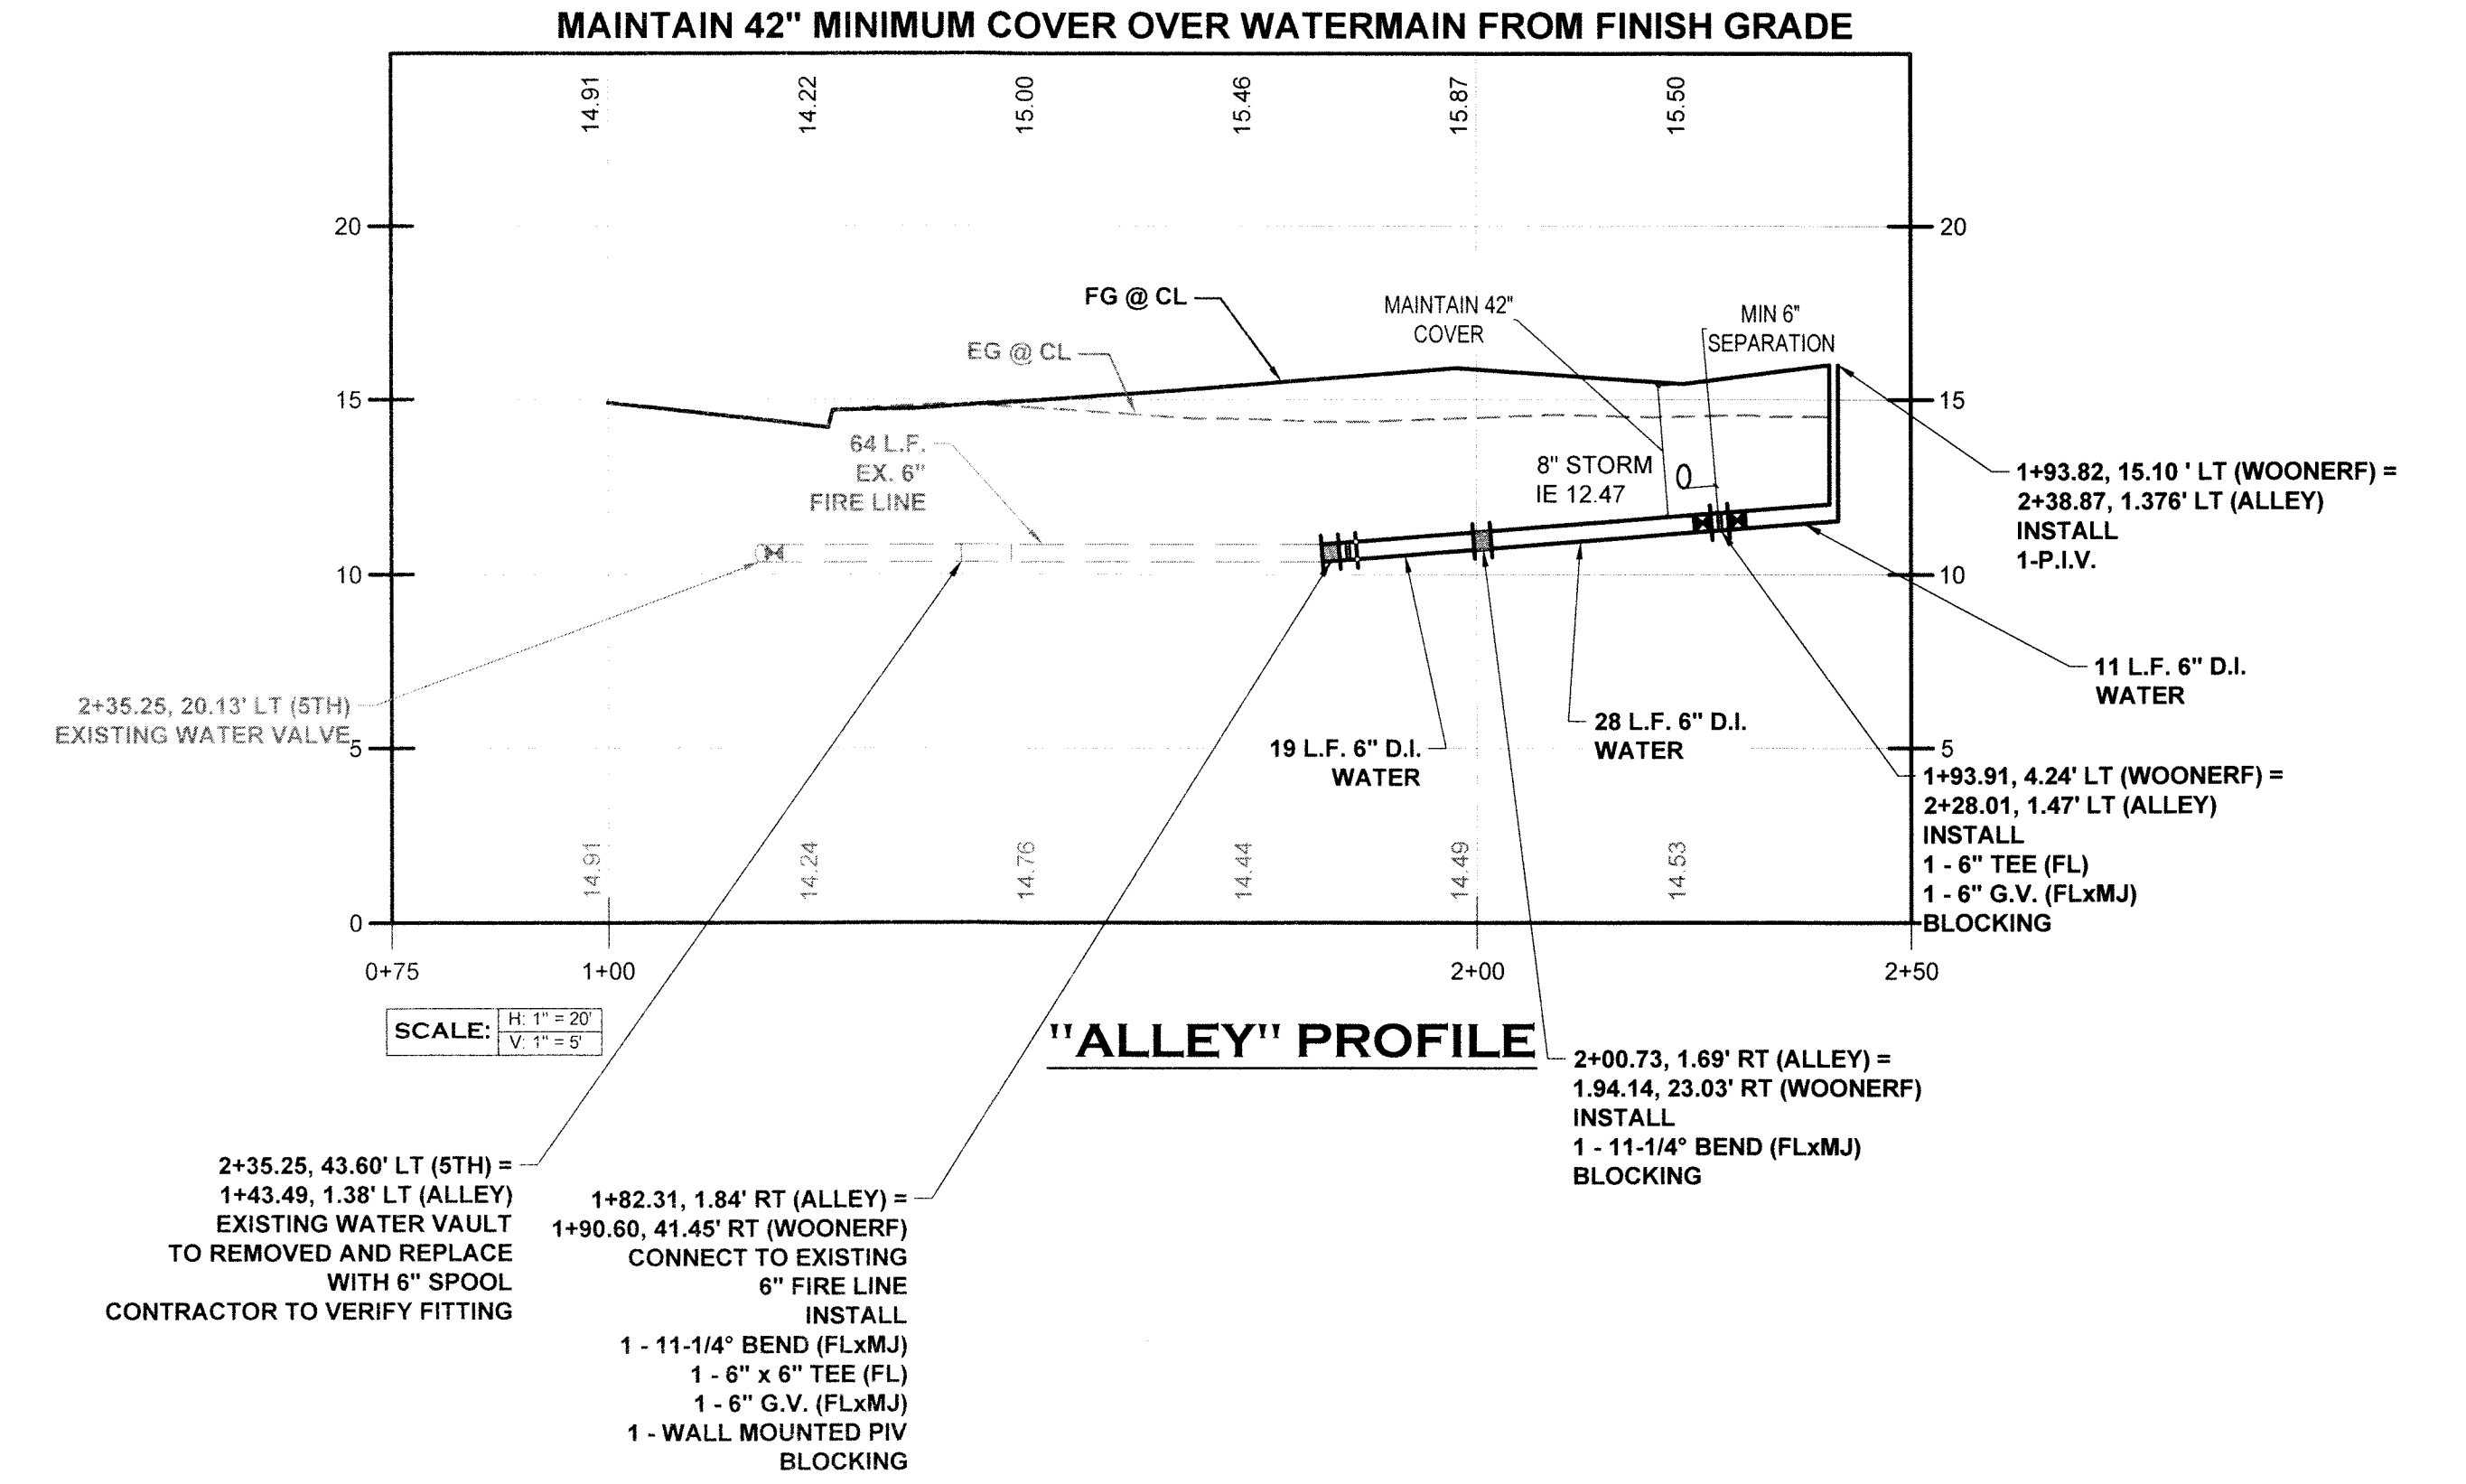 MAINTAIN 42" MINIMUM COVER OVER WATERMAIN FROM FINISH GRADE
14.91
14.22
15.00
15.46
15.87
15.50
20
20
FG @ CL
MAINTAIN 42"
COVER
MIN 6"
SEPARATION
EG @ CL
15
15
64 L.F.
EX. 6"
FIRE LINE
8" STORM
IE 12.47
1+93.82, 15.10 ' LT (WOONERF) =
2+38.87, 1.376' LT (ALLEY)
INSTALL
1-P.I.V.
10
10
11 L.F. 6" D.I.
WATER
2+35.25, 20.13' LT (5TH)
EXISTING WATER VALVE
5
5
19 L.F. 6" D.I.
WATER
28 L.F. 6" D.I.
WATER
1+93.91, 4.24' LT (WOONERF) =
2+28.01, 1.47' LT (ALLEY)
INSTALL
1 - 6" TEE (FL)
1 - 6" G.V. (FLxMJ)
BLOCKING
14.91
14.24
14.76
14.44
14.49
14.53
0
0+75
1+00
2+00
2+50
SCALE:
H: 1" = 20'
V: 1" = 5'
"ALLEY" PROFILE
2+00.73, 1.69' RT (ALLEY) =
1.94.14, 23.03' RT (WOONERF)
INSTALL
1 - 11-1/4° BEND (FLxMJ)
BLOCKING
2+35.25, 43.60' LT (5TH) =
1+43.49, 1.38' LT (ALLEY)
EXISTING WATER VAULT
TO REMOVED AND REPLACE
WITH 6" SPOOL
CONTRACTOR TO VERIFY FITTING
1+82.31, 1.84' RT (ALLEY) =
1+90.60, 41.45' RT (WOONERF)
CONNECT TO EXISTING
6" FIRE LINE
INSTALL
1 - 11-1/4° BEND (FLxMJ)
1 - 6" x 6" TEE (FL)
1 - 6" G.V. (FLxMJ)
1 - WALL MOUNTED PIV
BLOCKING